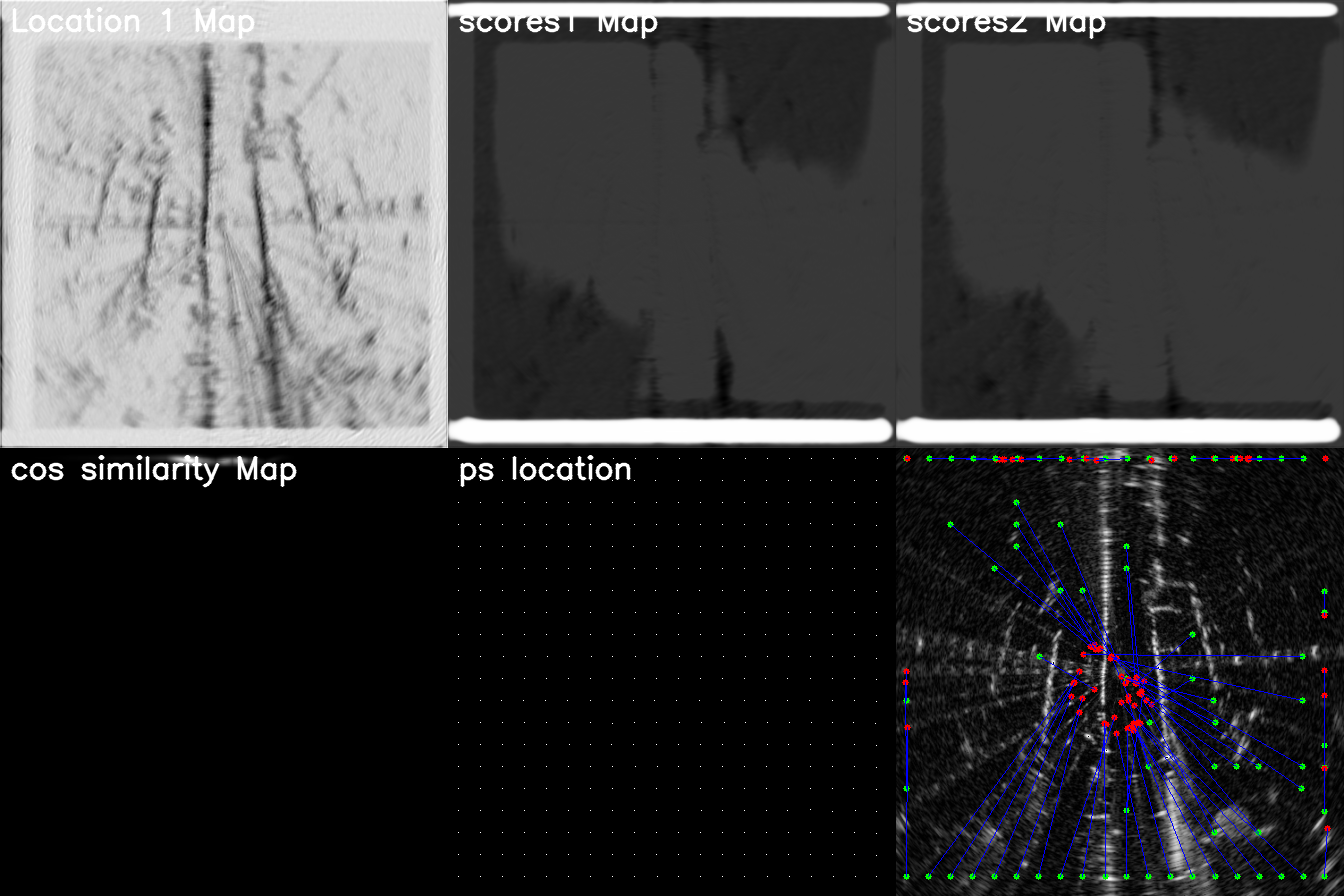 Location 1 Map
scores1 Map
scores2 Map
cos similarity Map
ps location